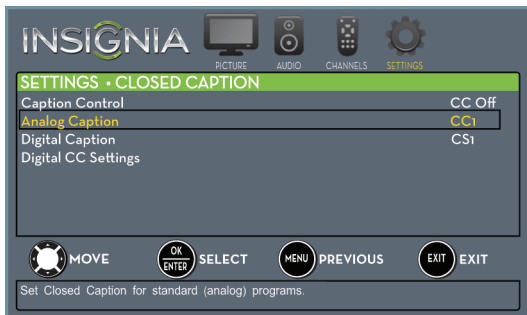 INSIGNIA
PICTURE AUDIO CHANNELS SETTINGS
SETTINGS • CLOSED CAPTION
Caption Control CC Off
Analog Caption CC1
Digital Caption CS1
Digital CC Settings
MOVE OK ENTER SELECT MENU PREVIOUS EXIT EXIT
Set Closed Caption for standard (analog) programs.